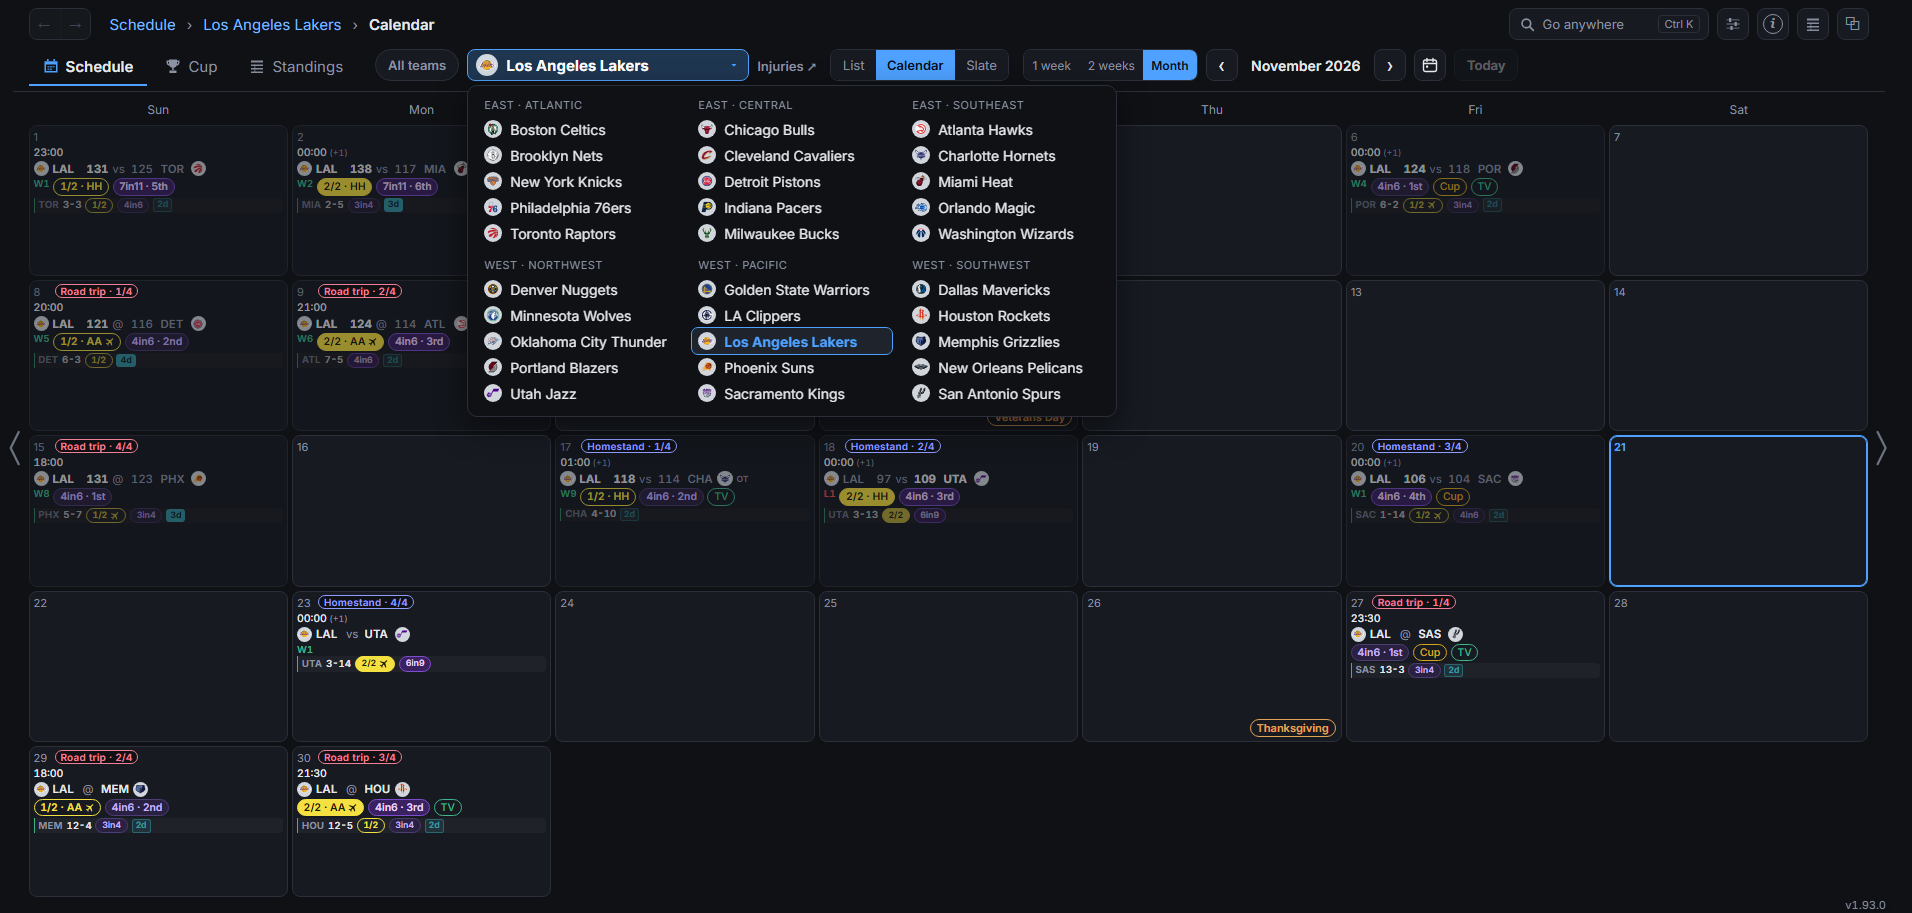 ← → Schedule › Los Angeles Lakers › Calendar Go anywhere Ctrl K
Schedule Cup Standings All teams Los Angeles Lakers Injuries ↗ List Calendar Slate 1 week 2 weeks Month ‹ November 2026 › Today
Sun Mon Thu Fri Sat
EAST · ATLANTIC EAST · CENTRAL EAST · SOUTHEAST
Boston Celtics Chicago Bulls Atlanta Hawks
Brooklyn Nets Cleveland Cavaliers Charlotte Hornets
New York Knicks Detroit Pistons Miami Heat
Philadelphia 76ers Indiana Pacers Orlando Magic
Toronto Raptors Milwaukee Bucks Washington Wizards
WEST · NORTHWEST WEST · PACIFIC WEST · SOUTHWEST
Denver Nuggets Golden State Warriors Dallas Mavericks
Minnesota Wolves LA Clippers Houston Rockets
Oklahoma City Thunder Los Angeles Lakers Memphis Grizzlies
Portland Blazers Phoenix Suns New Orleans Pelicans
Utah Jazz Sacramento Kings San Antonio Spurs
1
23:00
LAL 131 vs 125 TOR
W1 1/2 · HH 7in11 · 5th
TOR 3-3 1/2 4in6 2d
2
00:00 (+1)
LAL 138 vs 117 MIA
W2 2/2 · HH 7in11 · 6th
MIA 2-5 3in4 3d
6
00:00 (+1)
LAL 124 vs 118 POR
W4 4in6 · 1st Cup TV
POR 6-2 1/2 3in4 2d
7
8 Road trip · 1/4
20:00
LAL 121 @ 116 DET
W5 1/2 · AA 4in6 · 2nd
DET 6-3 1/2 4d
9 Road trip · 2/4
21:00
LAL 124 @ 114 ATL
W6 2/2 · AA 4in6 · 3rd
ATL 7-5 4in6 2d
Veterans Day
13
14
15 Road trip · 4/4
18:00
LAL 131 @ 123 PHX
W8 4in6 · 1st
PHX 5-7 1/2 3in4 3d
16
17 Homestand · 1/4
01:00 (+1)
LAL 118 vs 114 CHA OT
W9 1/2 · HH 4in6 · 2nd TV
CHA 4-10 2d
18 Homestand · 2/4
00:00 (+1)
LAL 97 vs 109 UTA
L1 2/2 · HH 4in6 · 3rd
UTA 3-13 2/2 6in9
19
20 Homestand · 3/4
00:00 (+1)
LAL 106 vs 104 SAC
W1 4in6 · 4th Cup
SAC 1-14 1/2 4in6 2d
21
22
23 Homestand · 4/4
00:00 (+1)
LAL vs UTA
W1
UTA 3-14 2/2 6in9
24
25
26
Thanksgiving
27 Road trip · 1/4
23:30
LAL @ SAS
4in6 · 1st Cup TV
SAS 13-3 3in4 2d
28
29 Road trip · 2/4
18:00
LAL @ MEM
1/2 · AA 4in6 · 2nd
MEM 12-4 3in4 2d
30 Road trip · 3/4
21:30
LAL @ HOU
2/2 · AA 4in6 · 3rd TV
HOU 12-5 1/2 3in4 2d
v1.93.0